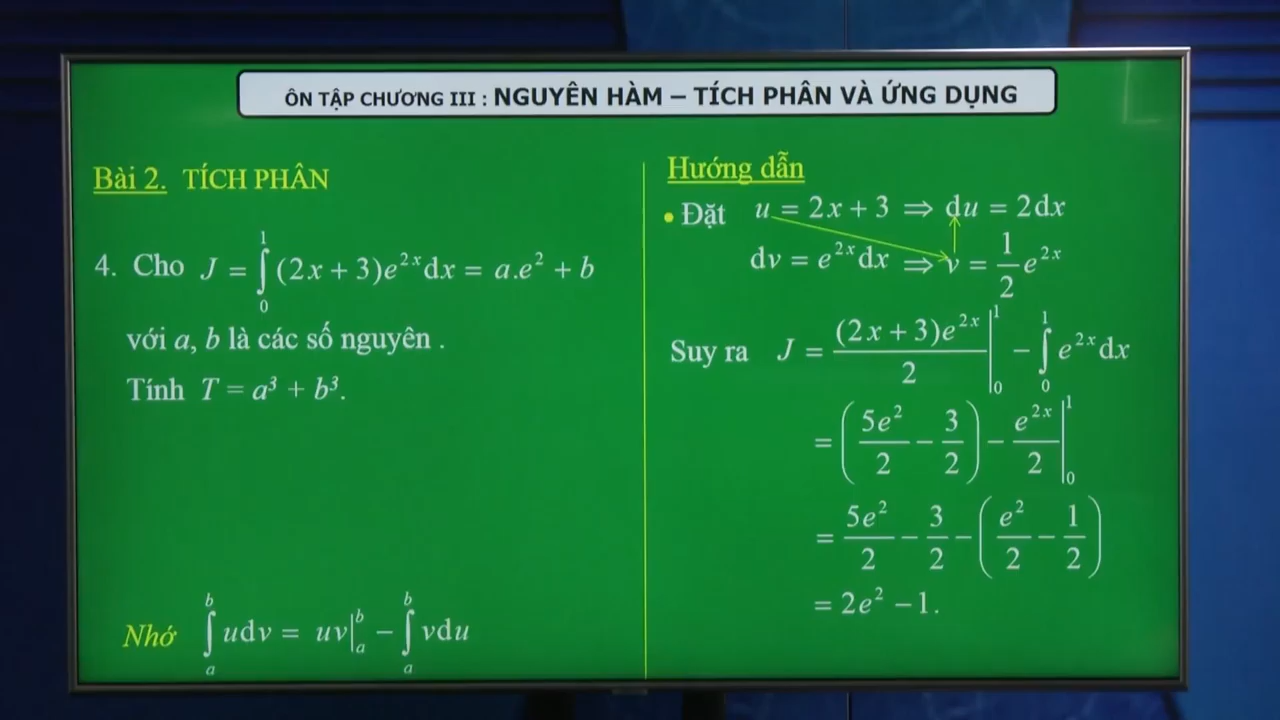 ÔN TẬP CHƯƠNG III : NGUYÊN HÀM – TÍCH PHÂN VÀ ỨNG DỤNG
Bài 2. TÍCH PHÂN
4. Cho J = ∫₀¹ (2x + 3)e^{2x}dx = a.e² + b
với a, b là các số nguyên .
Tính T = a³ + b³.
Nhớ ∫ₐᵇ udv = uv|ₐᵇ − ∫ₐᵇ vdu
Hướng dẫn
• Đặt u = 2x + 3 ⇒ du = 2dx
dv = e^{2x}dx ⇒ v = 1/2 e^{2x}
Suy ra J = (2x + 3)e^{2x}/2 |₀¹ − ∫₀¹ e^{2x}dx
= (5e²/2 − 3/2) − e^{2x}/2 |₀¹
= 5e²/2 − 3/2 − (e²/2 − 1/2)
= 2e² − 1.